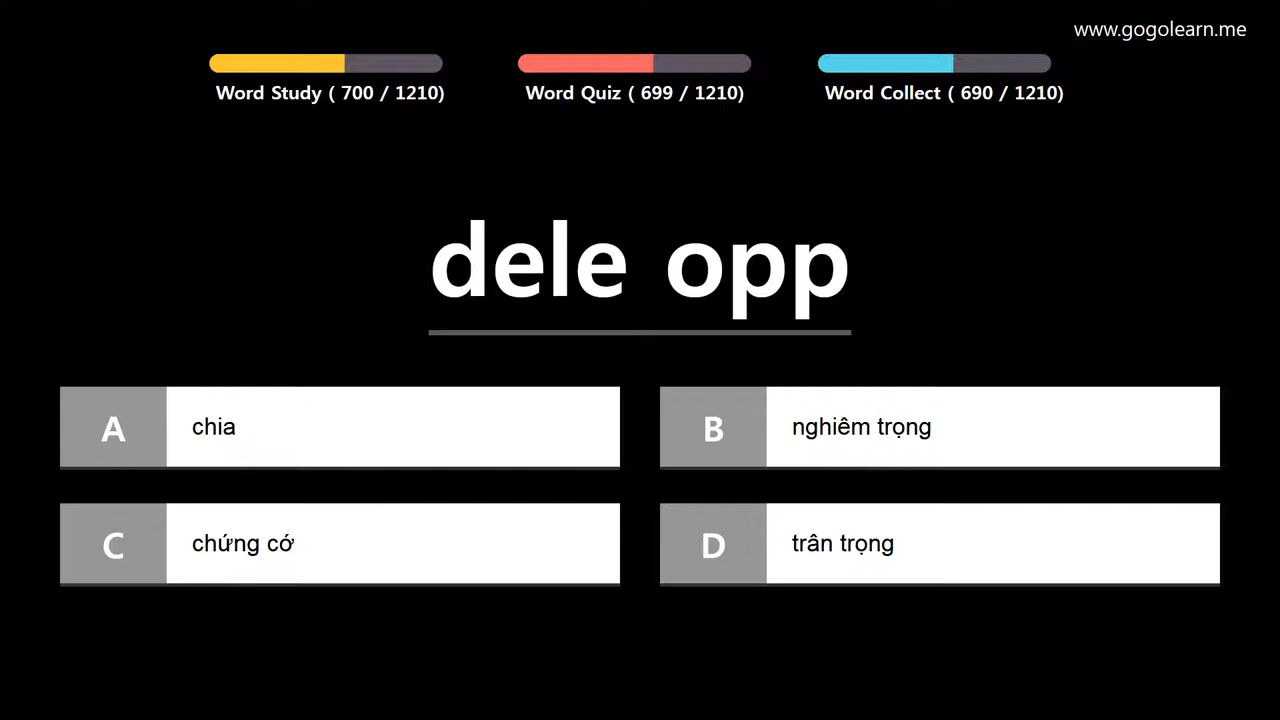 www.gogolearn.me
Word Study ( 700 / 1210)
Word Quiz ( 699 / 1210)
Word Collect ( 690 / 1210)
dele opp
A chia
B nghiêm trọng
C chứng cớ
D trân trọng